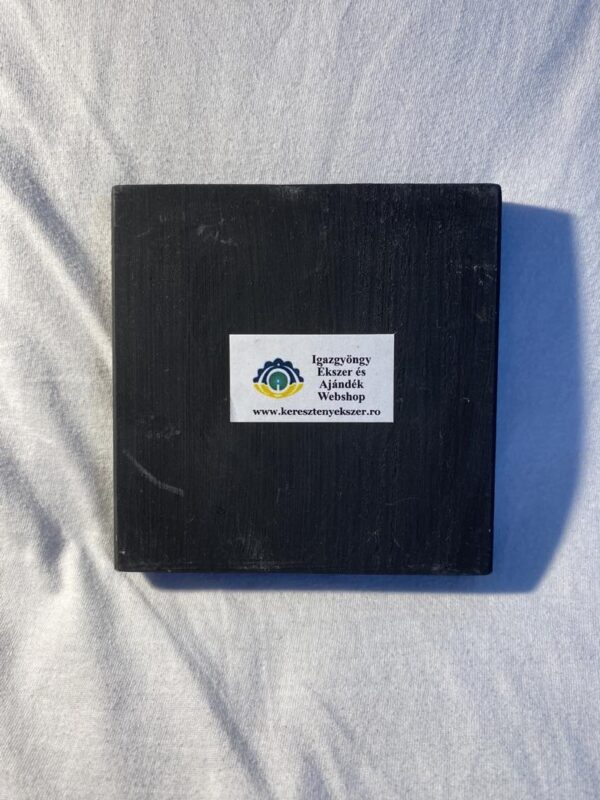 Igazgyöngy
Ékszer és
Ajándék
Webshop
www.keresztenyekszer.ro